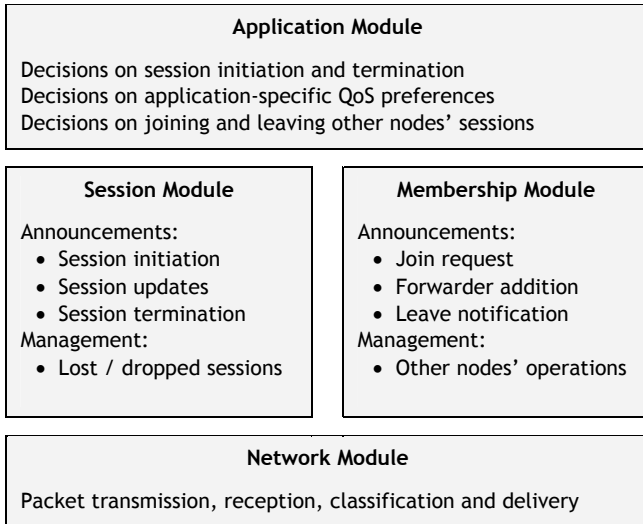 Application Module
Decisions on session initiation and termination
Decisions on application-specific QoS preferences
Decisions on joining and leaving other nodes’ sessions
Session Module
Announcements:
• Session initiation
• Session updates
• Session termination
Management:
• Lost / dropped sessions
Membership Module
Announcements:
• Join request
• Forwarder addition
• Leave notification
Management:
• Other nodes’ operations
Network Module
Packet transmission, reception, classification and delivery